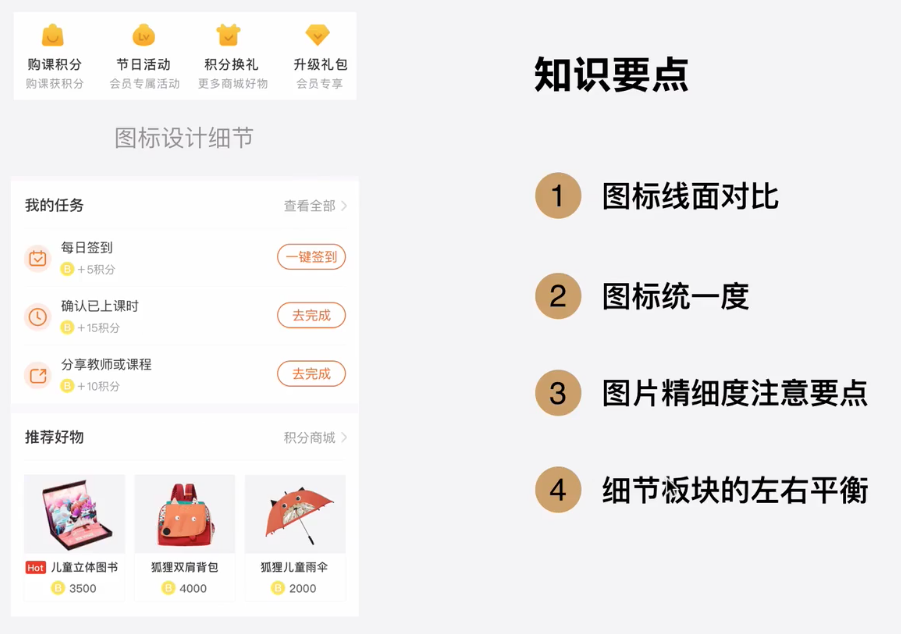 购课积分 节日活动 积分换礼 升级礼包
购课获积分 会员专属活动 更多商城好物 会员专享
图标设计细节
我的任务 查看全部
每日签到
B +5积分
一键签到
确认已上课时
B +15积分
去完成
分享教师或课程
B +10积分
去完成
推荐好物 积分商城
Hot 儿童立体图书 狐狸双肩背包 狐狸儿童雨伞
B 3500 B 4000 B 2000
知识要点
1 图标线面对比
2 图标统一度
3 图片精细度注意要点
4 细节板块的左右平衡